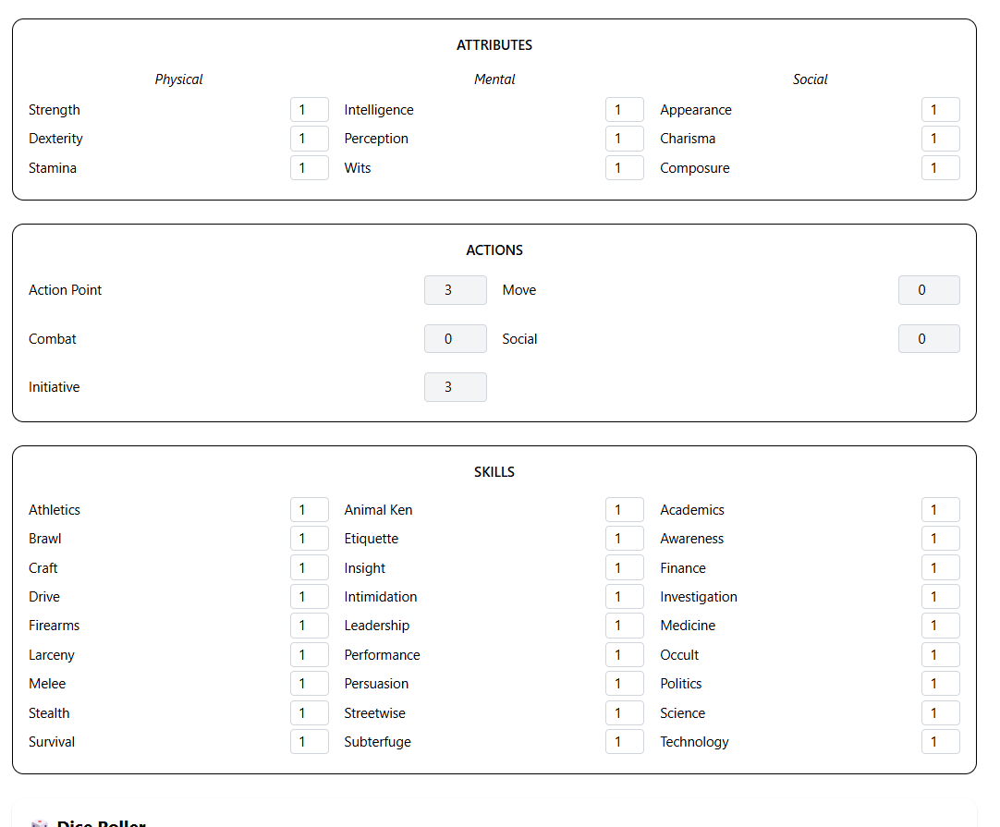 ATTRIBUTES
Physical Mental Social
Strength 1 Intelligence 1 Appearance 1
Dexterity 1 Perception 1 Charisma 1
Stamina 1 Wits 1 Composure 1
ACTIONS
Action Point 3 Move 0
Combat 0 Social 0
Initiative 3
SKILLS
Athletics 1 Animal Ken 1 Academics 1
Brawl 1 Etiquette 1 Awareness 1
Craft 1 Insight 1 Finance 1
Drive 1 Intimidation 1 Investigation 1
Firearms 1 Leadership 1 Medicine 1
Larceny 1 Performance 1 Occult 1
Melee 1 Persuasion 1 Politics 1
Stealth 1 Streetwise 1 Science 1
Survival 1 Subterfuge 1 Technology 1
Dice Roller